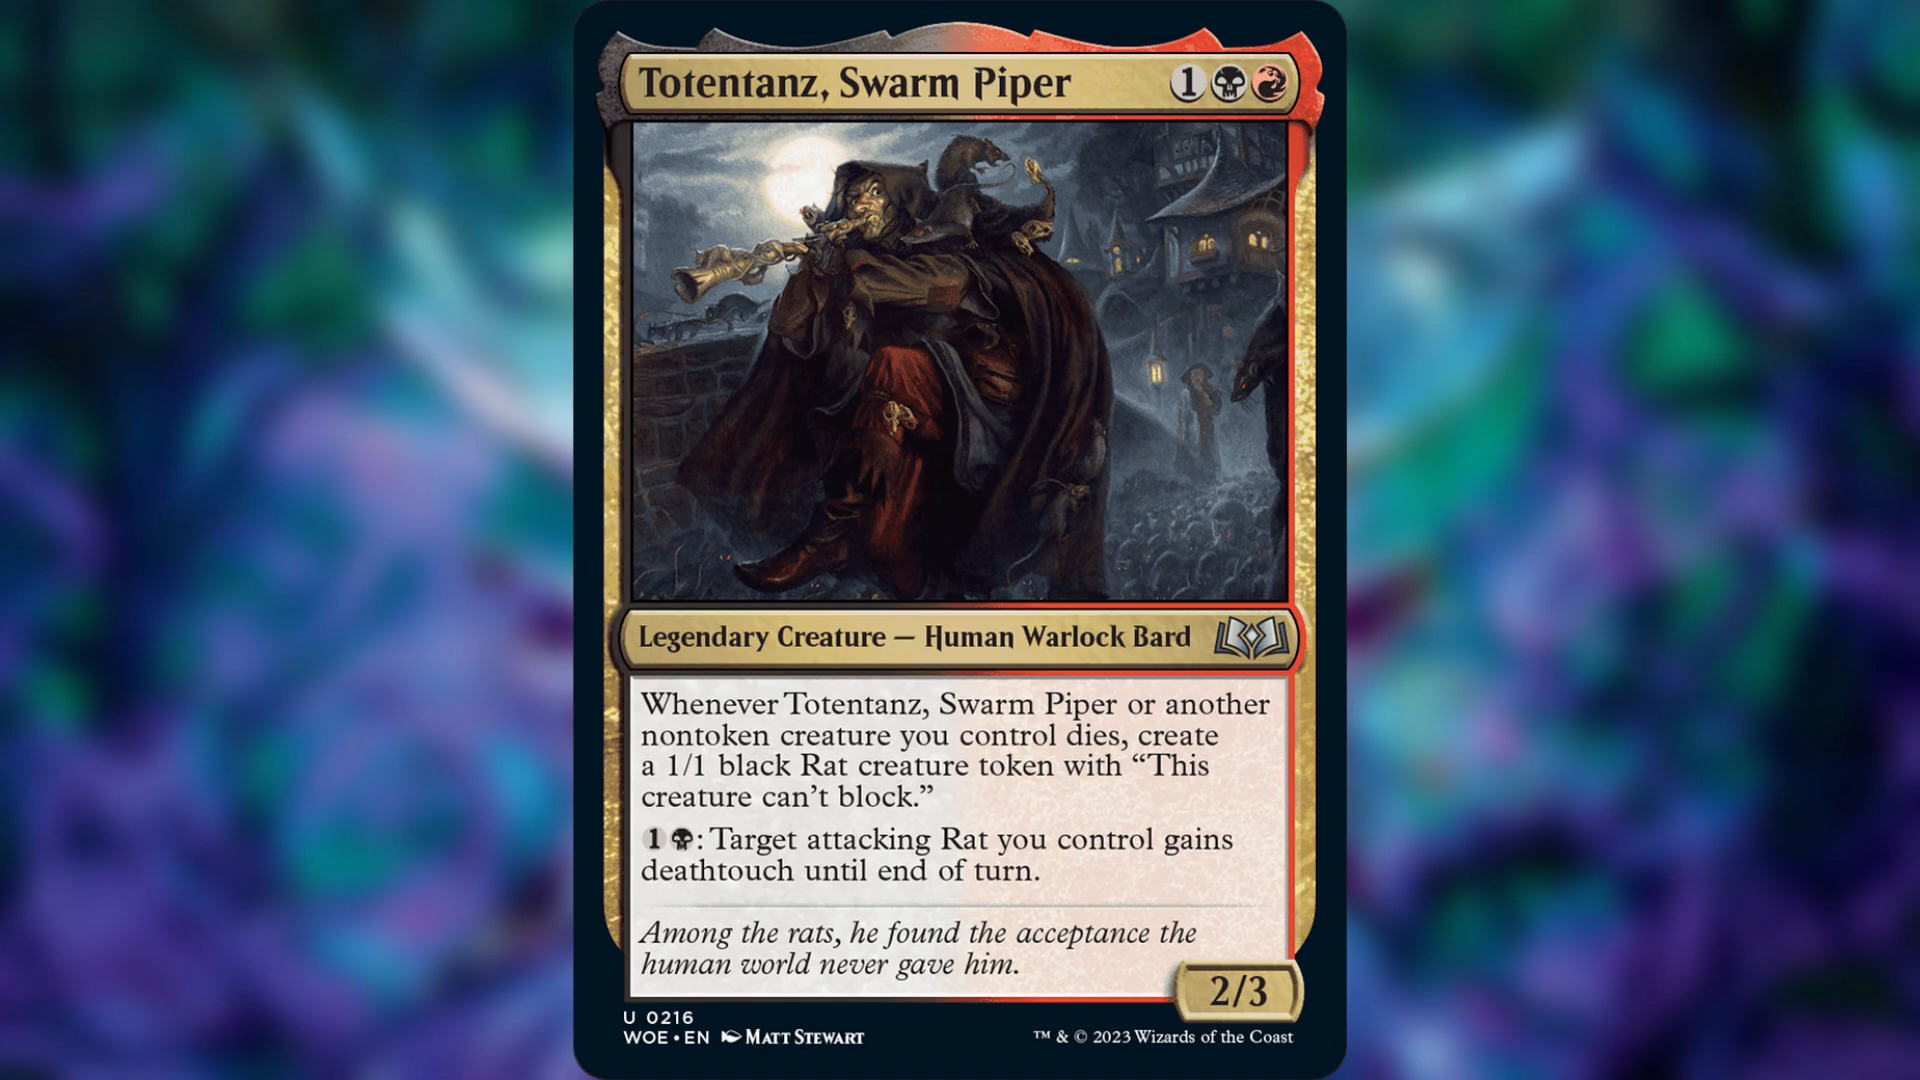 Totentanz, Swarm Piper 1
Legendary Creature — Human Warlock Bard
Whenever Totentanz, Swarm Piper or another
nontoken creature you control dies, create
a 1/1 black Rat creature token with “This
creature can’t block.”
1: Target attacking Rat you control gains
deathtouch until end of turn.
Among the rats, he found the acceptance the
human world never gave him.
2/3
U 0216
WOE • EN Matt Stewart
™ & © 2023 Wizards of the Coast